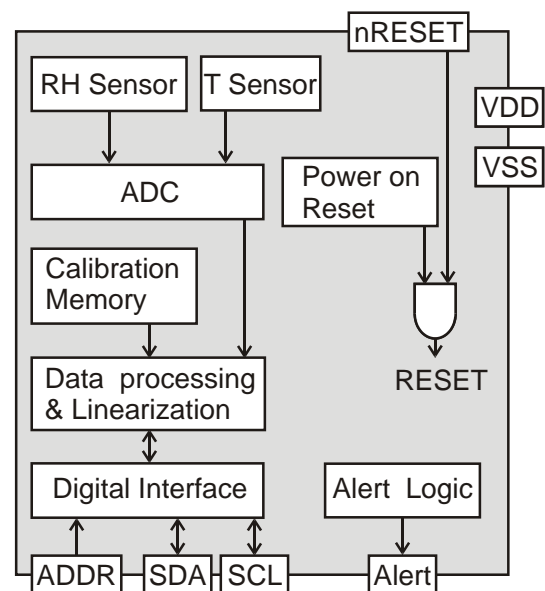 nRESET
RH Sensor
T Sensor
VDD
ADC
Power on
Reset
VSS
Calibration
Memory
Data processing
& Linearization
RESET
Digital Interface
Alert Logic
ADDR
SDA
SCL
Alert